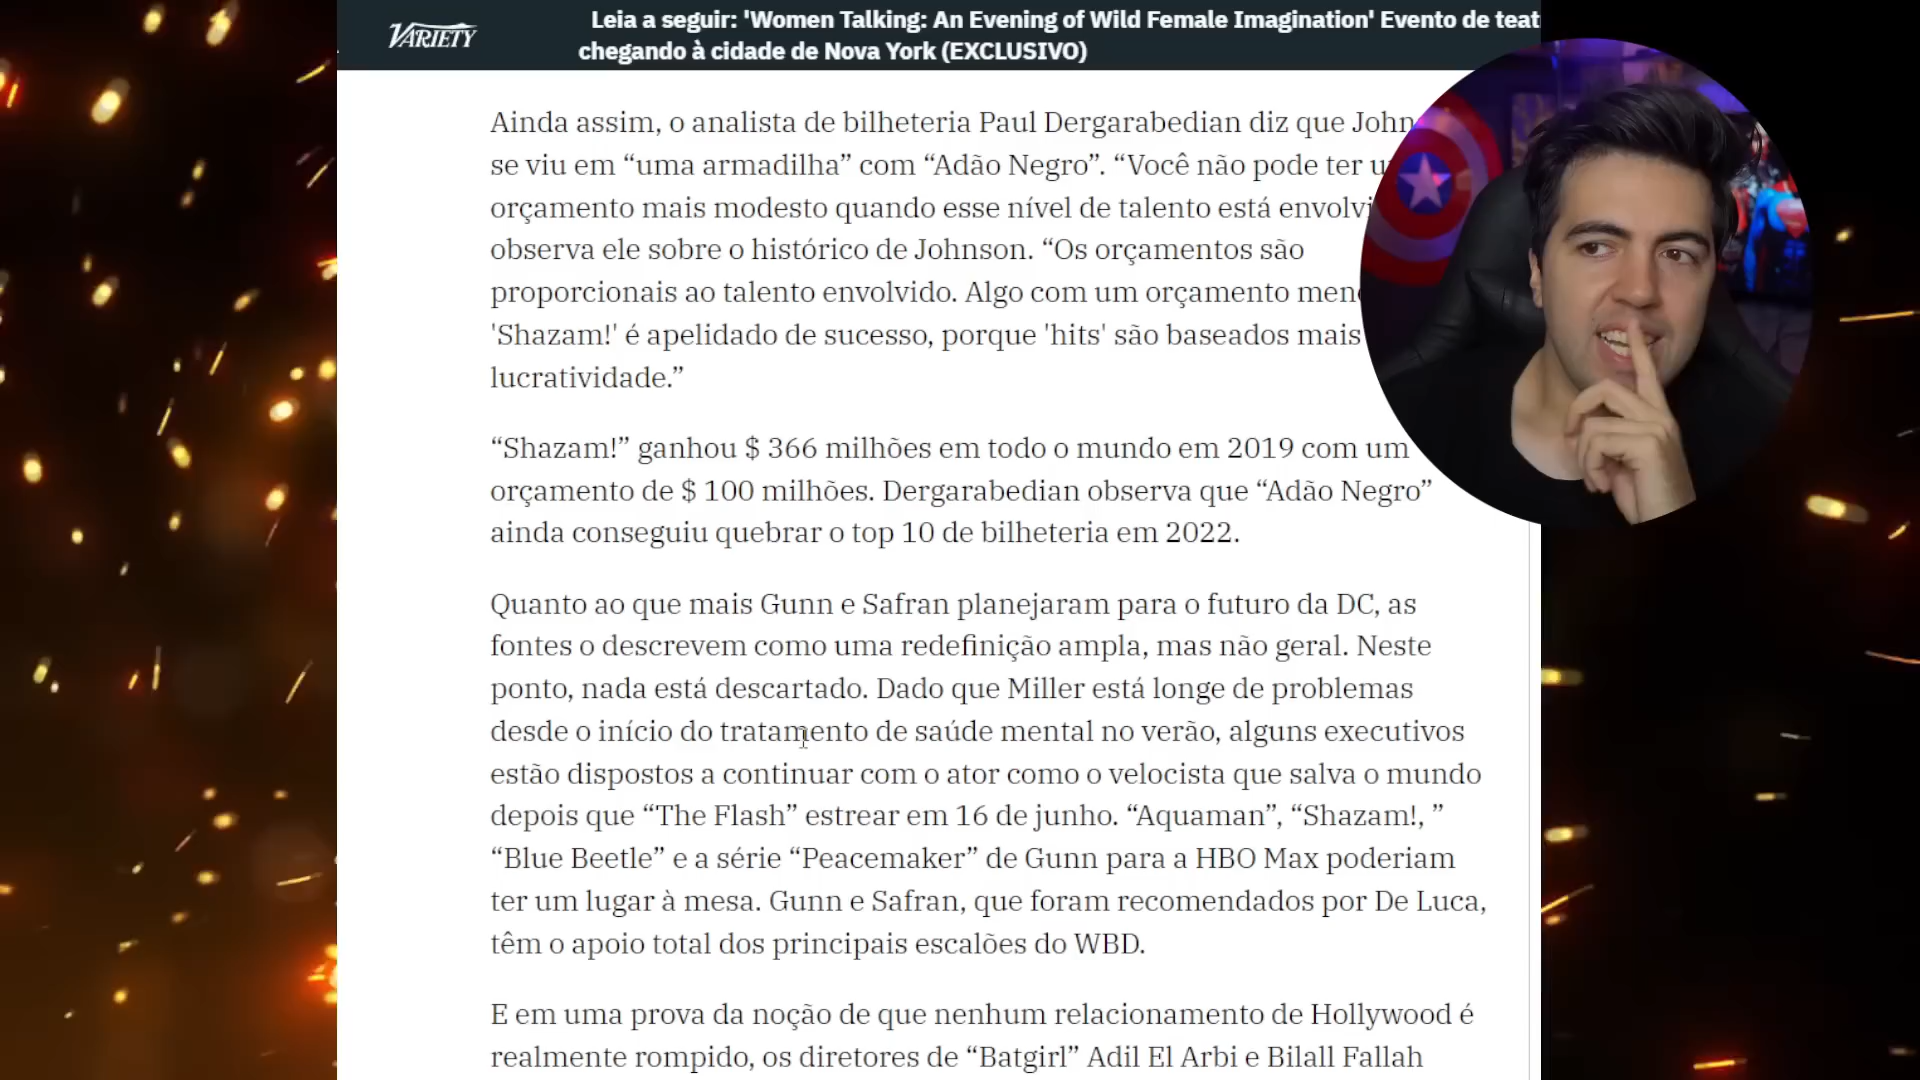 VARIETY
Leia a seguir: 'Women Talking: An Evening of Wild Female Imagination' Evento de teat
chegando à cidade de Nova York (EXCLUSIVO)
Ainda assim, o analista de bilheteria Paul Dergarabedian diz que John
se viu em “uma armadilha” com “Adão Negro”. “Você não pode ter u
orçamento mais modesto quando esse nível de talento está envolvi
observa ele sobre o histórico de Johnson. “Os orçamentos são
proporcionais ao talento envolvido. Algo com um orçamento men
'Shazam!' é apelidado de sucesso, porque 'hits' são baseados mais
lucratividade.”
“Shazam!” ganhou $ 366 milhões em todo o mundo em 2019 com um
orçamento de $ 100 milhões. Dergarabedian observa que “Adão Negro”
ainda conseguiu quebrar o top 10 de bilheteria em 2022.
Quanto ao que mais Gunn e Safran planejaram para o futuro da DC, as
fontes o descrevem como uma redefinição ampla, mas não geral. Neste
ponto, nada está descartado. Dado que Miller está longe de problemas
desde o início do tratamento de saúde mental no verão, alguns executivos
estão dispostos a continuar com o ator como o velocista que salva o mundo
depois que “The Flash” estrear em 16 de junho. “Aquaman”, “Shazam!, ”
“Blue Beetle” e a série “Peacemaker” de Gunn para a HBO Max poderiam
ter um lugar à mesa. Gunn e Safran, que foram recomendados por De Luca,
têm o apoio total dos principais escalões do WBD.
E em uma prova da noção de que nenhum relacionamento de Hollywood é
realmente rompido, os diretores de “Batgirl” Adil El Arbi e Bilall Fallah